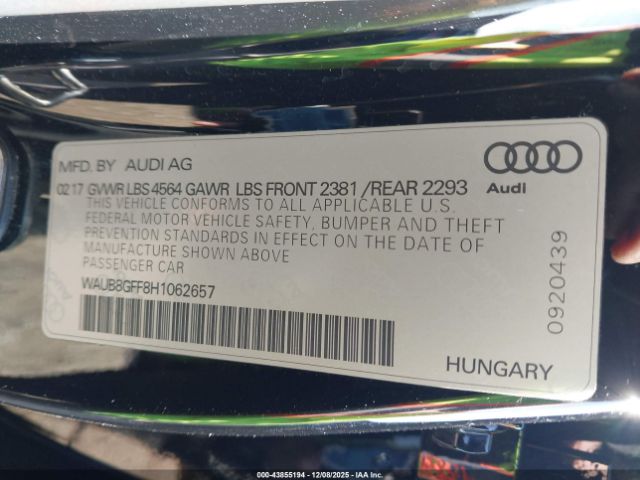 MFD. BY AUDI AG
0217 GVWR LBS 4564 GAWR LBS FRONT 2381 /REAR 2293
THIS VEHICLE CONFORMS TO ALL APPLICABLE U.S.
FEDERAL MOTOR VEHICLE SAFETY, BUMPER AND THEFT
PREVENTION STANDARDS IN EFFECT ON THE DATE OF
MANUFACTURE SHOWN ABOVE
PASSENGER CAR
WAUB8GFF8H1062657
Audi
0920439
HUNGARY
000-43855194 - 12/08/2025 - IAA Inc.